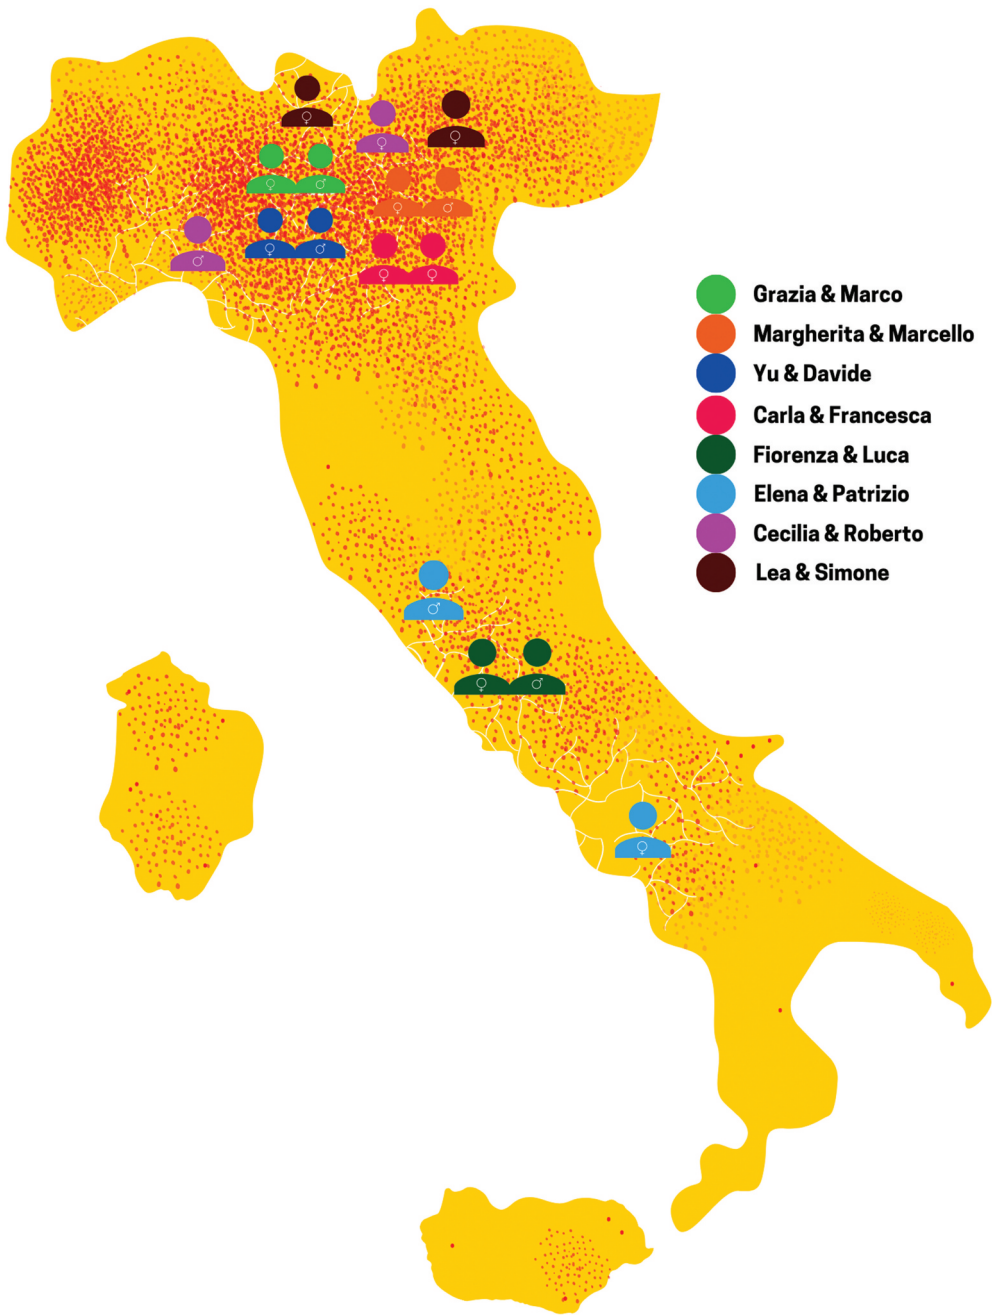 Grazia & Marco
Margherita & Marcello
Yu & Davide
Carla & Francesca
Fiorenza & Luca
Elena & Patrizio
Cecilia & Roberto
Lea & Simone